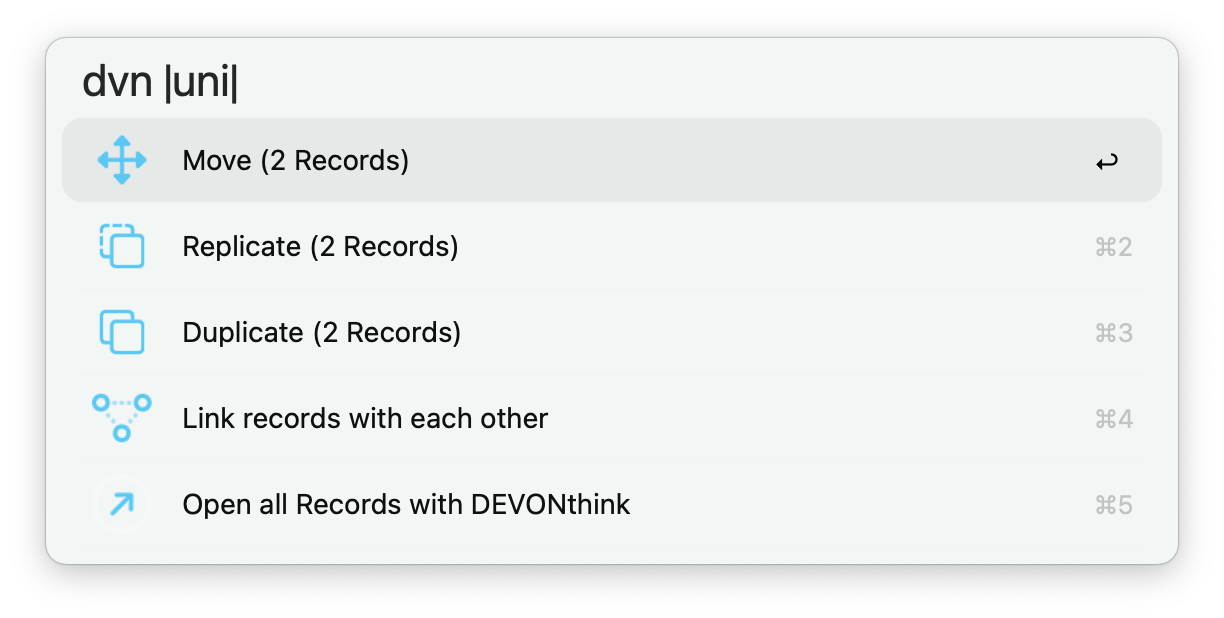 dvn |uni|
Move (2 Records) ↩
Replicate (2 Records) ⌘2
Duplicate (2 Records) ⌘3
Link records with each other ⌘4
Open all Records with DEVONthink ⌘5